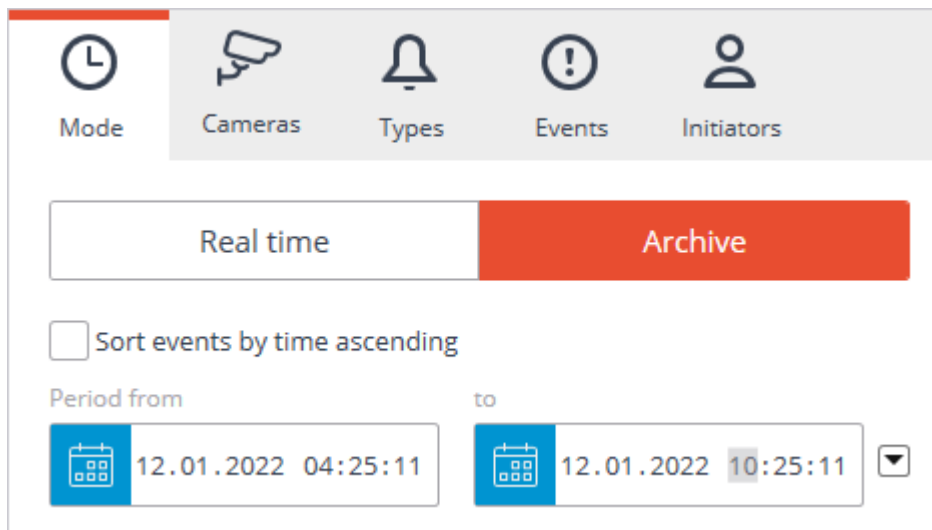 Mode Cameras Types Events Initiators
Real time Archive
Sort events by time ascending
Period from to
12.01.2022 04:25:11 12.01.2022 10:25:11